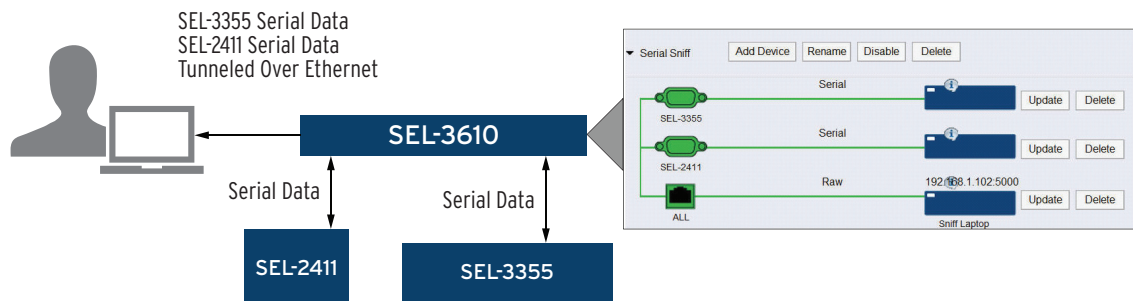 SEL-3355 Serial Data
SEL-2411 Serial Data
Tunneled Over Ethernet
SEL-3610
Serial Data
Serial Data
SEL-2411
SEL-3355
Serial Sniff
Add Device
Rename
Disable
Delete
Serial
SEL-3355
Update
Delete
Serial
SEL-2411
Update
Delete
Raw
192.168.1.102:5000
ALL
Update
Delete
Sniff Laptop